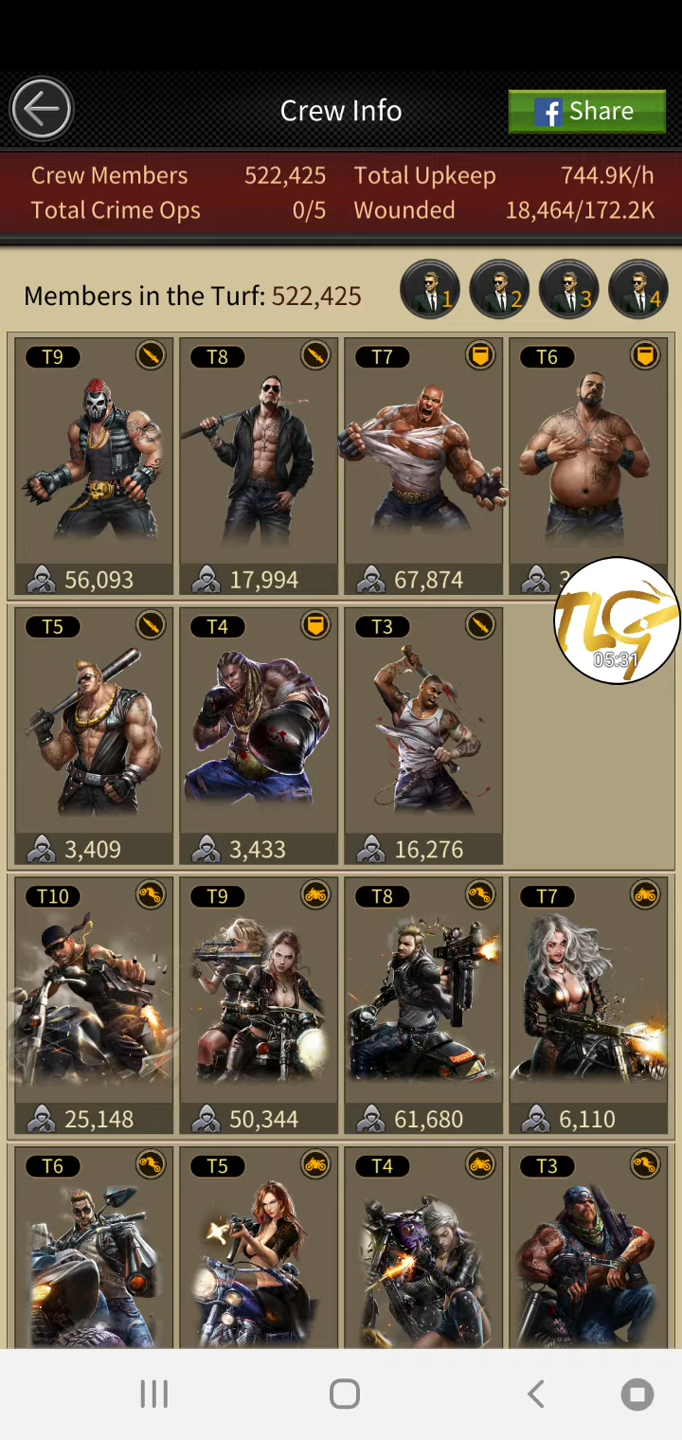 Crew Info
f Share
Crew Members 522,425 Total Upkeep 744.9K/h
Total Crime Ops 0/5 Wounded 18,464/172.2K
Members in the Turf: 522,425 1 2 3 4
T9 T8 T7 T6
56,093 17,994 67,874
TLG
05:31
T5 T4 T3
3,409 3,433 16,276
T10 T9 T8 T7
25,148 50,344 61,680 6,110
T6 T5 T4 T3